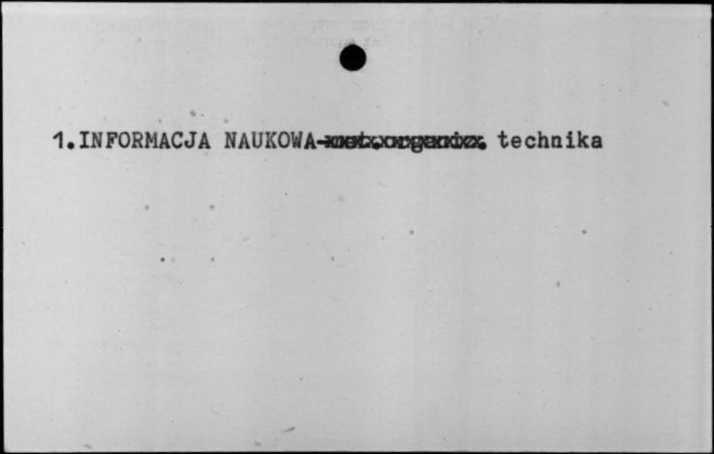 1.INFORMACJA NAUKOWA- technika